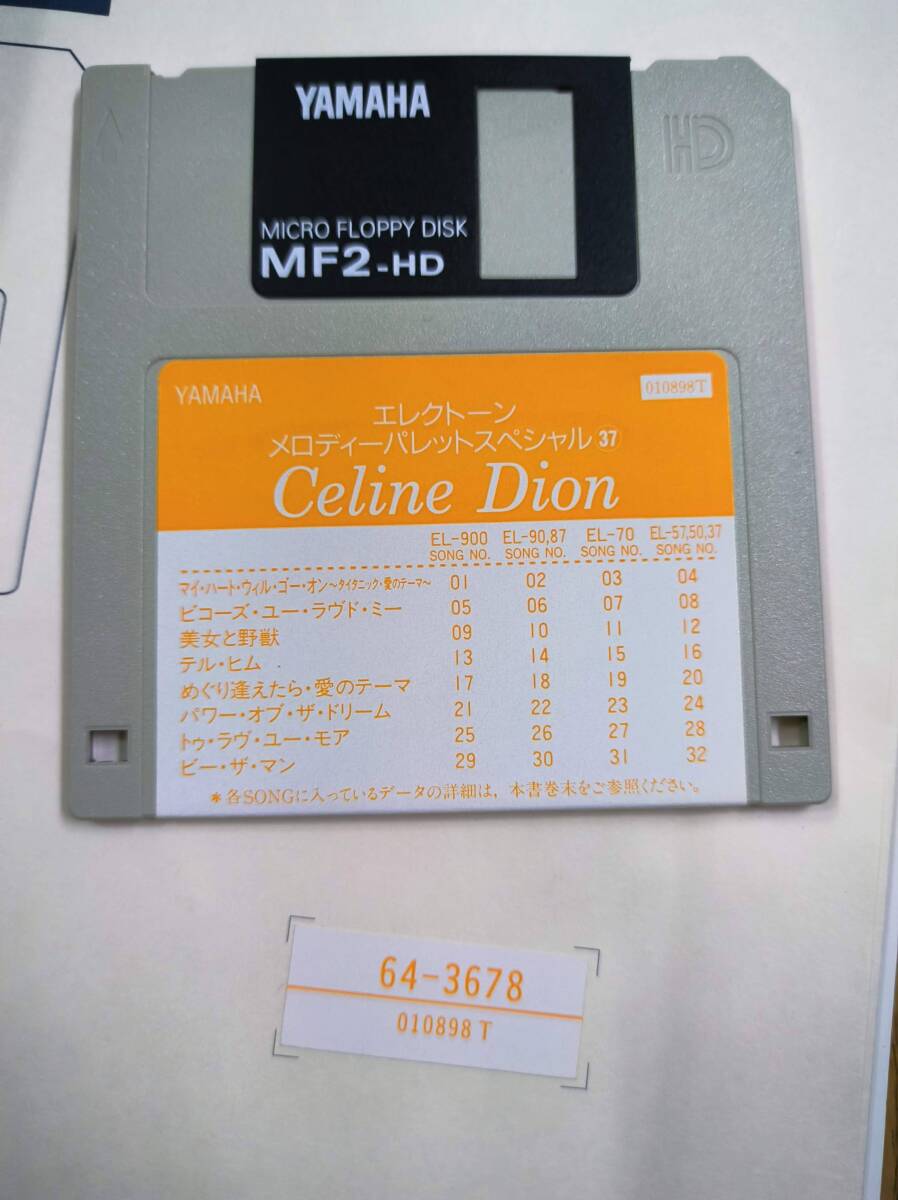 YAMAHA
HD
MICRO FLOPPY DISK
MF2-HD
YAMAHA
010898T
エレクトーン
メロディーパレットスペシャル 37
Celine Dion
EL-900 EL-90,87 EL-70 EL-57,50,37
SONG NO. SONG NO. SONG NO. SONG NO.
マイ・ハート・ウィル・ゴー・オン〜タイタニック・愛のテーマ〜 01 02 03 04
ビコーズ・ユー・ラヴド・ミー 05 06 07 08
美女と野獣 09 10 11 12
テル・ヒム 13 14 15 16
めぐり逢えたら・愛のテーマ 17 18 19 20
パワー・オブ・ザ・ドリーム 21 22 23 24
トゥ・ラヴ・ユー・モア 25 26 27 28
ビー・ザ・マン 29 30 31 32
*各SONGに入っているデータの詳細は，本書巻末をご参照ください。
64-3678
010898 T